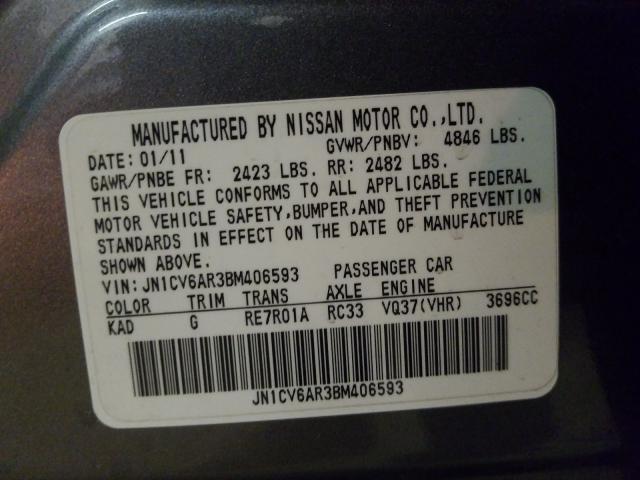 MANUFACTURED BY NISSAN MOTOR CO.,LTD.
DATE: 01/11 GVWR/PNBV: 4846 LBS.
GAWR/PNBE FR: 2423 LBS. RR: 2482 LBS.
THIS VEHICLE CONFORMS TO ALL APPLICABLE FEDERAL
MOTOR VEHICLE SAFETY,BUMPER,AND THEFT PREVENTION
STANDARDS IN EFFECT ON THE DATE OF MANUFACTURE
SHOWN ABOVE.
VIN:JN1CV6AR3BM406593 PASSENGER CAR
COLOR TRIM TRANS AXLE ENGINE
KAD G RE7R01A RC33 VQ37(VHR) 3696CC
JN1CV6AR3BM406593